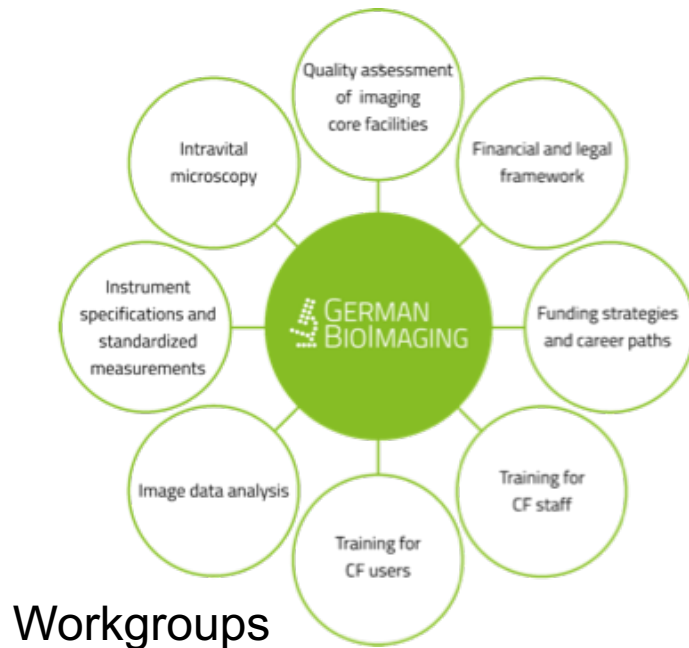 Quality assessment
of imaging
core facilities
Financial and legal
framework
Funding strategies
and career paths
Training for
CF staff
Training for
CF users
Image data analysis
Instrument
specifications and
standardized
measurements
Intravital
microscopy
GERMAN
BIOIMAGING
Workgroups